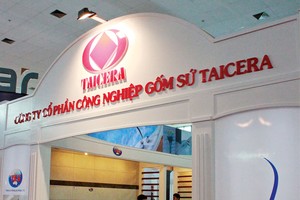 TAICERA
CÔNG TY CỔ PHẦN CÔNG NGHIỆP GỐM SỨ TAICERA